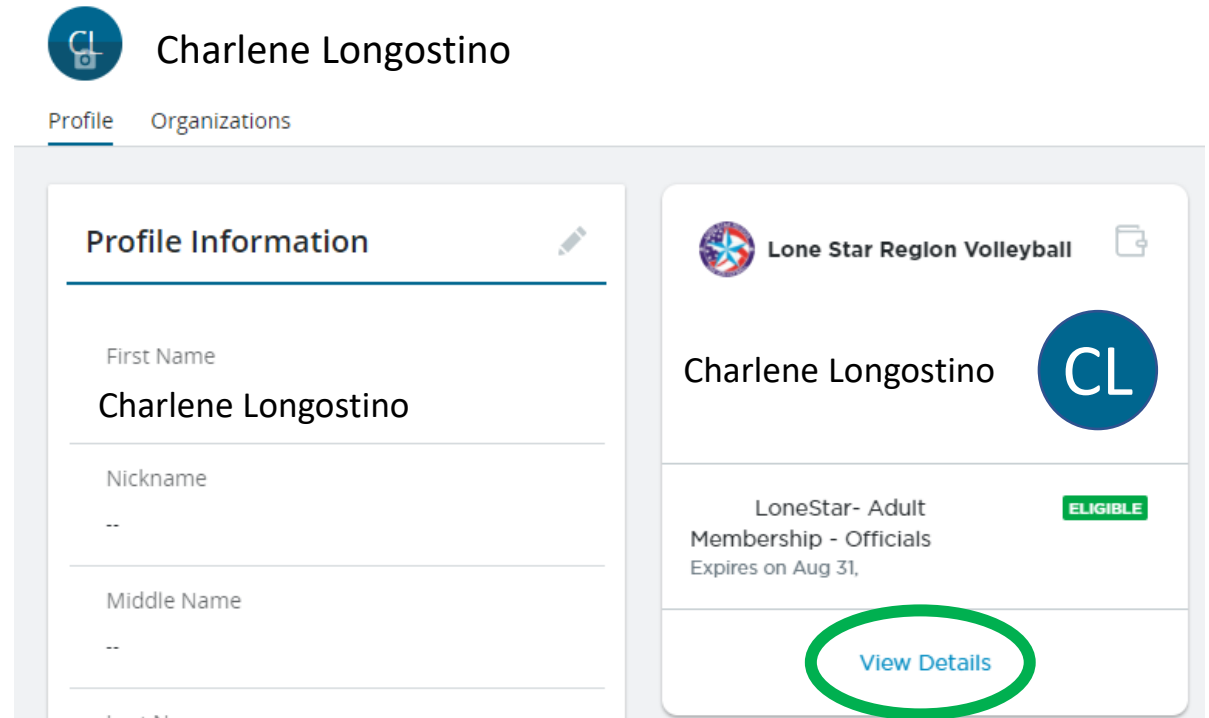 CL
Charlene Longostino
Profile Organizations
Profile Information
First Name
Charlene Longostino
Nickname
--
Middle Name
--
Lone Star Region Volleyball
Charlene Longostino
CL
LoneStar- Adult ELIGIBLE
Membership - Officials
Expires on Aug 31,
View Details